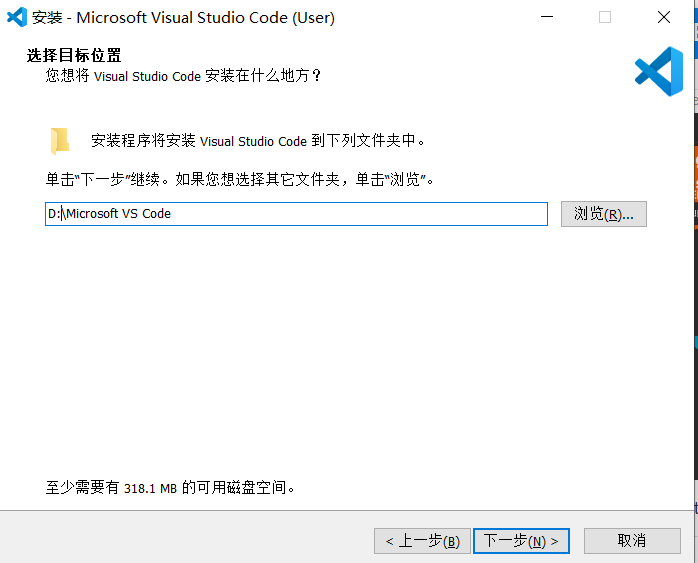 安装 - Microsoft Visual Studio Code (User)
选择目标位置
您想将 Visual Studio Code 安装在什么地方？
安装程序将安装 Visual Studio Code 到下列文件夹中。
单击“下一步”继续。如果您想选择其它文件夹，单击“浏览”。
D:\Microsoft VS Code
浏览(R)...
至少需要有 318.1 MB 的可用磁盘空间。
< 上一步(B)
下一步(N) >
取消